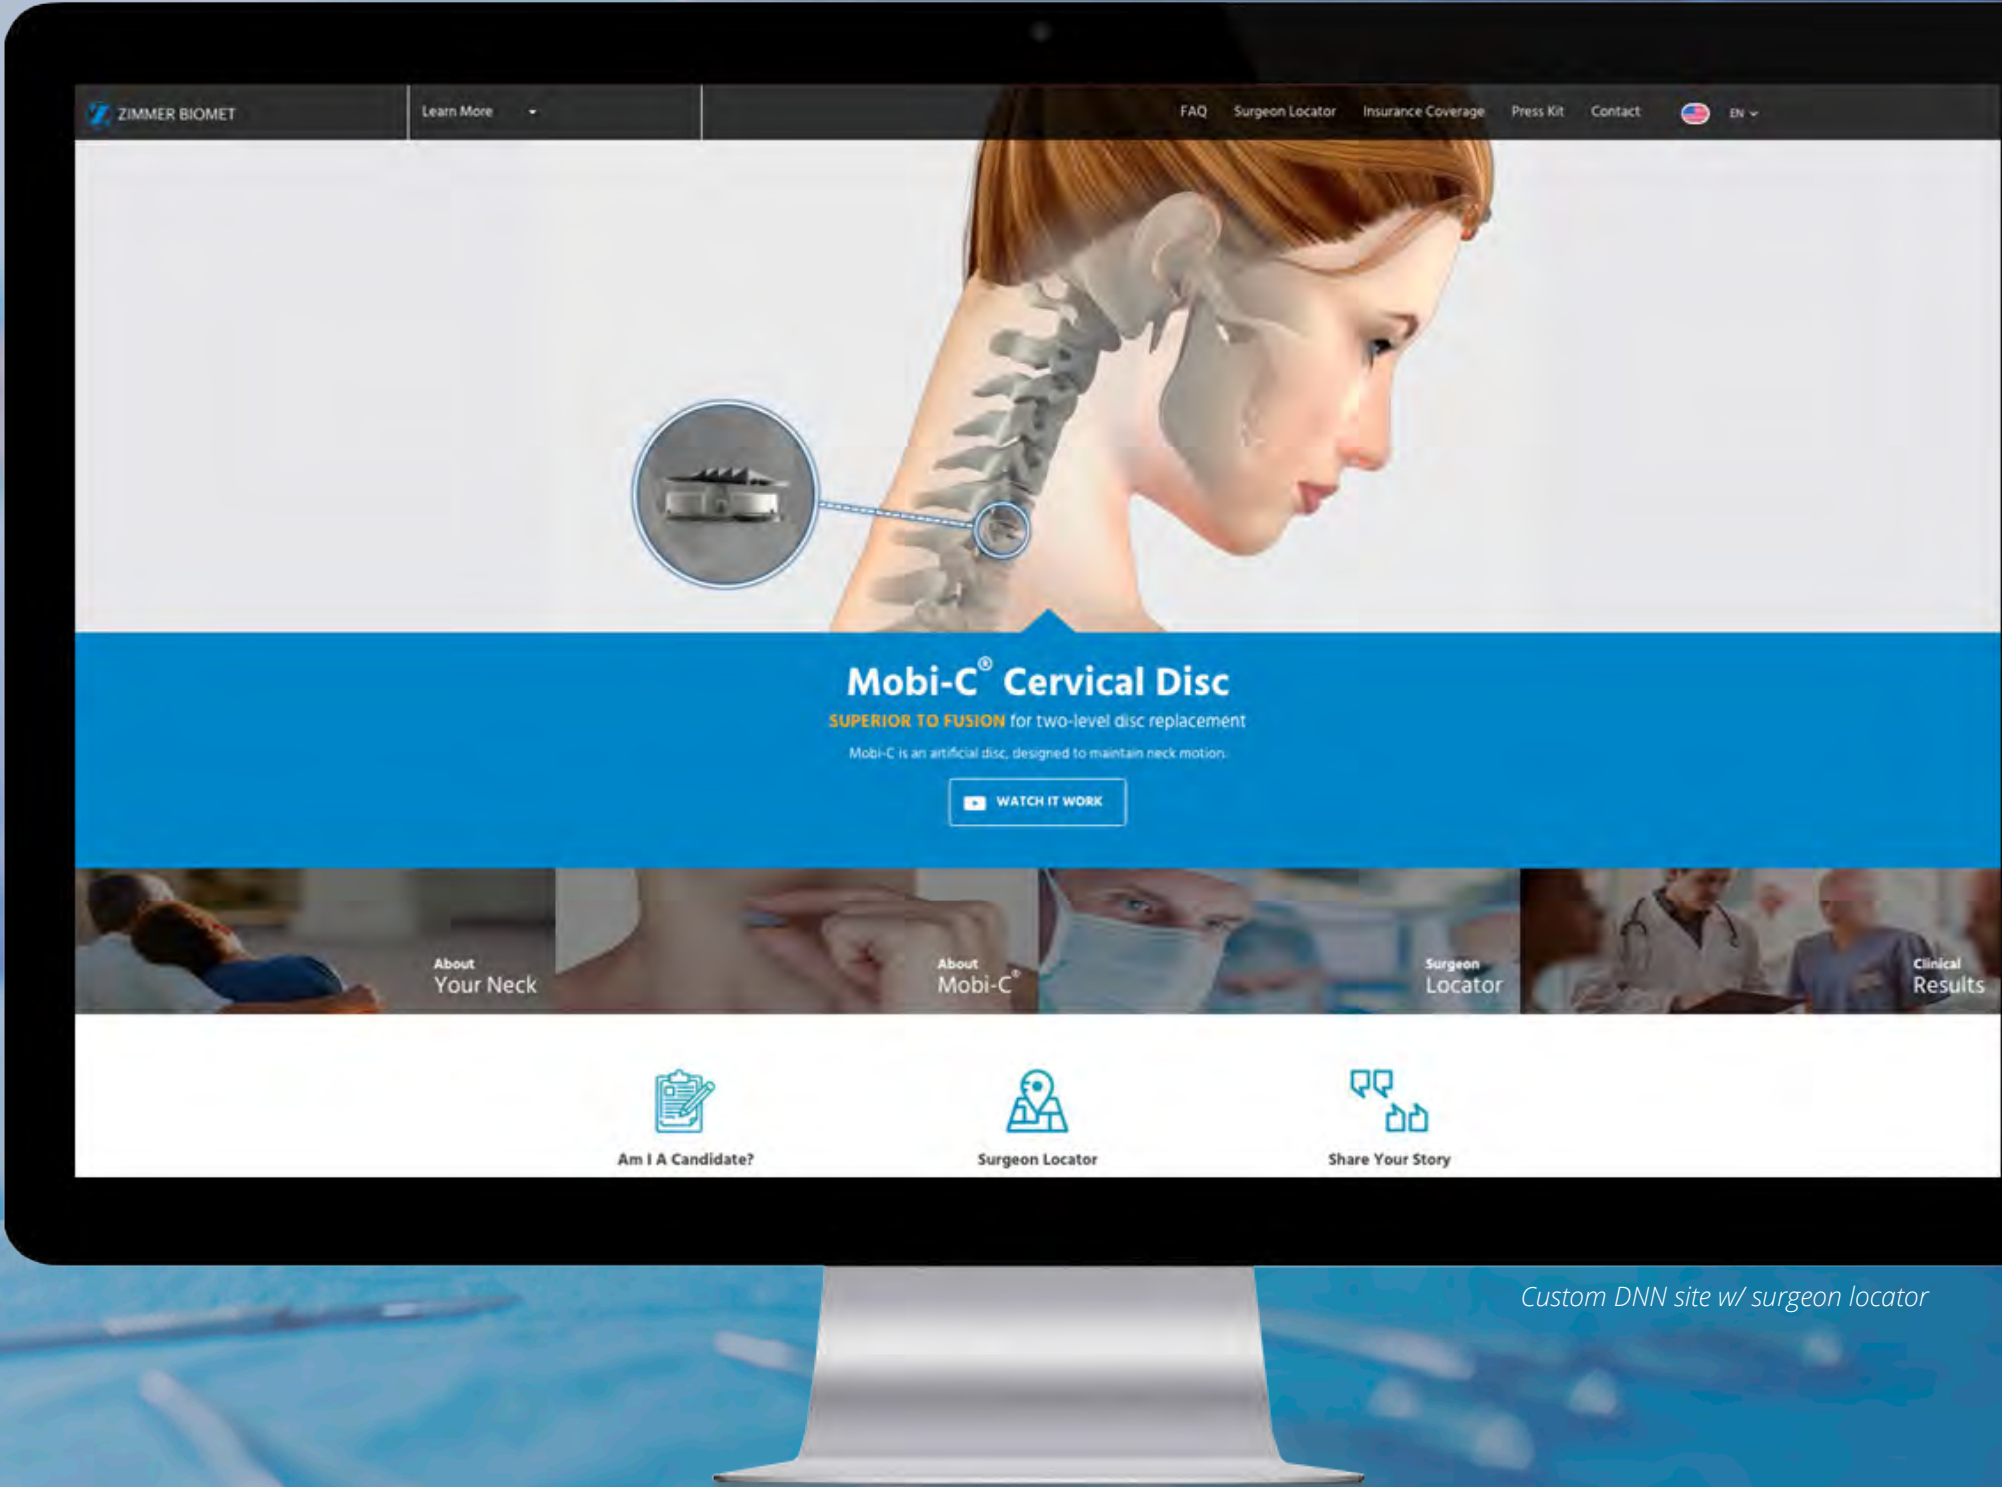 ZIMMER BIOMET
Learn More
FAQ Surgeon Locator Insurance Coverage Press Kit Contact EN
Mobi-C® Cervical Disc
SUPERIOR TO FUSION for two-level disc replacement
Mobi-C is an artificial disc, designed to maintain neck motion.
WATCH IT WORK
About
Your Neck
About
Mobi-C®
Surgeon
Locator
Clinical
Results
Am I A Candidate?
Surgeon Locator
Share Your Story
Custom DNN site w/ surgeon locator